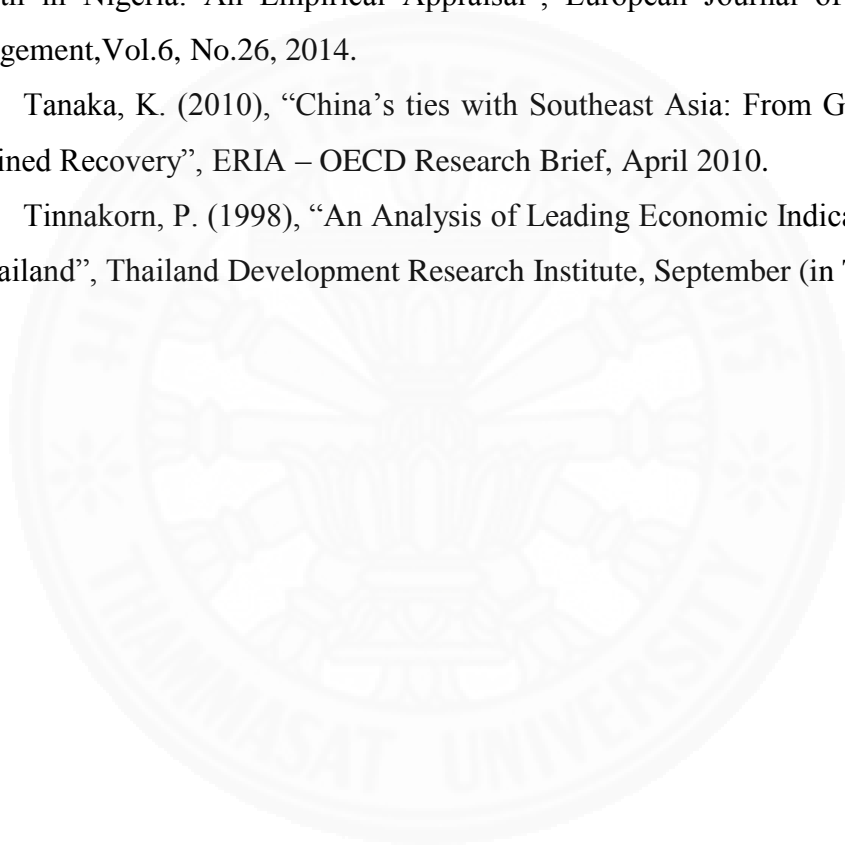 in Nigeria. An Empirical Appraisal”, European Journal of
gement,Vol.6, No.26, 2014.
Tanaka, K. (2010), “China’s ties with Southeast Asia: From G
ined Recovery”, ERIA – OECD Research Brief, April 2010.
Tinnakorn, P. (1998), “An Analysis of Leading Economic Indica
ailand”, Thailand Development Research Institute, September (in T
THAMMASAT UNIVERSITY